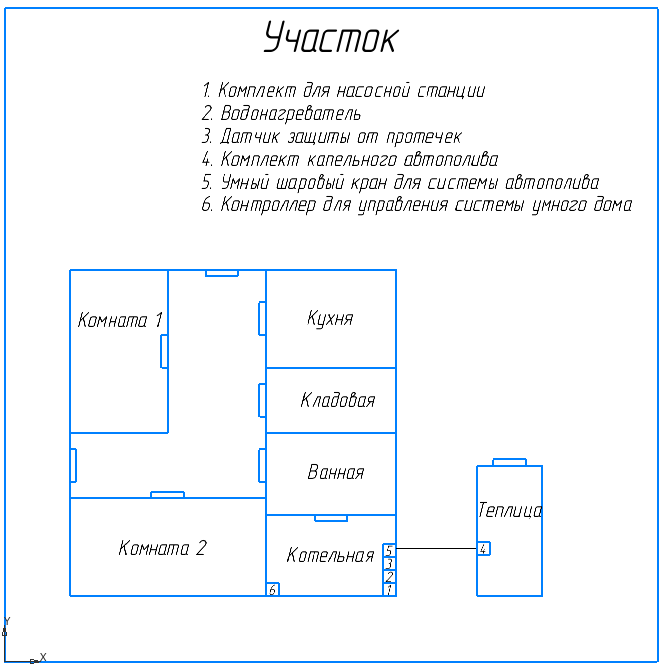 Участок
1. Комплект для насосной станции
2. Водонагреватель
3. Датчик защиты от протечек
4. Комплект капельного автополива
5. Умный шаровый кран для системы автополива
6. Контроллер для управления системы умного дома
Комната 1
Кухня
Кладовая
Ванная
Теплица
Комната 2
Котельная
5
4
3
2
6
1
Y
X